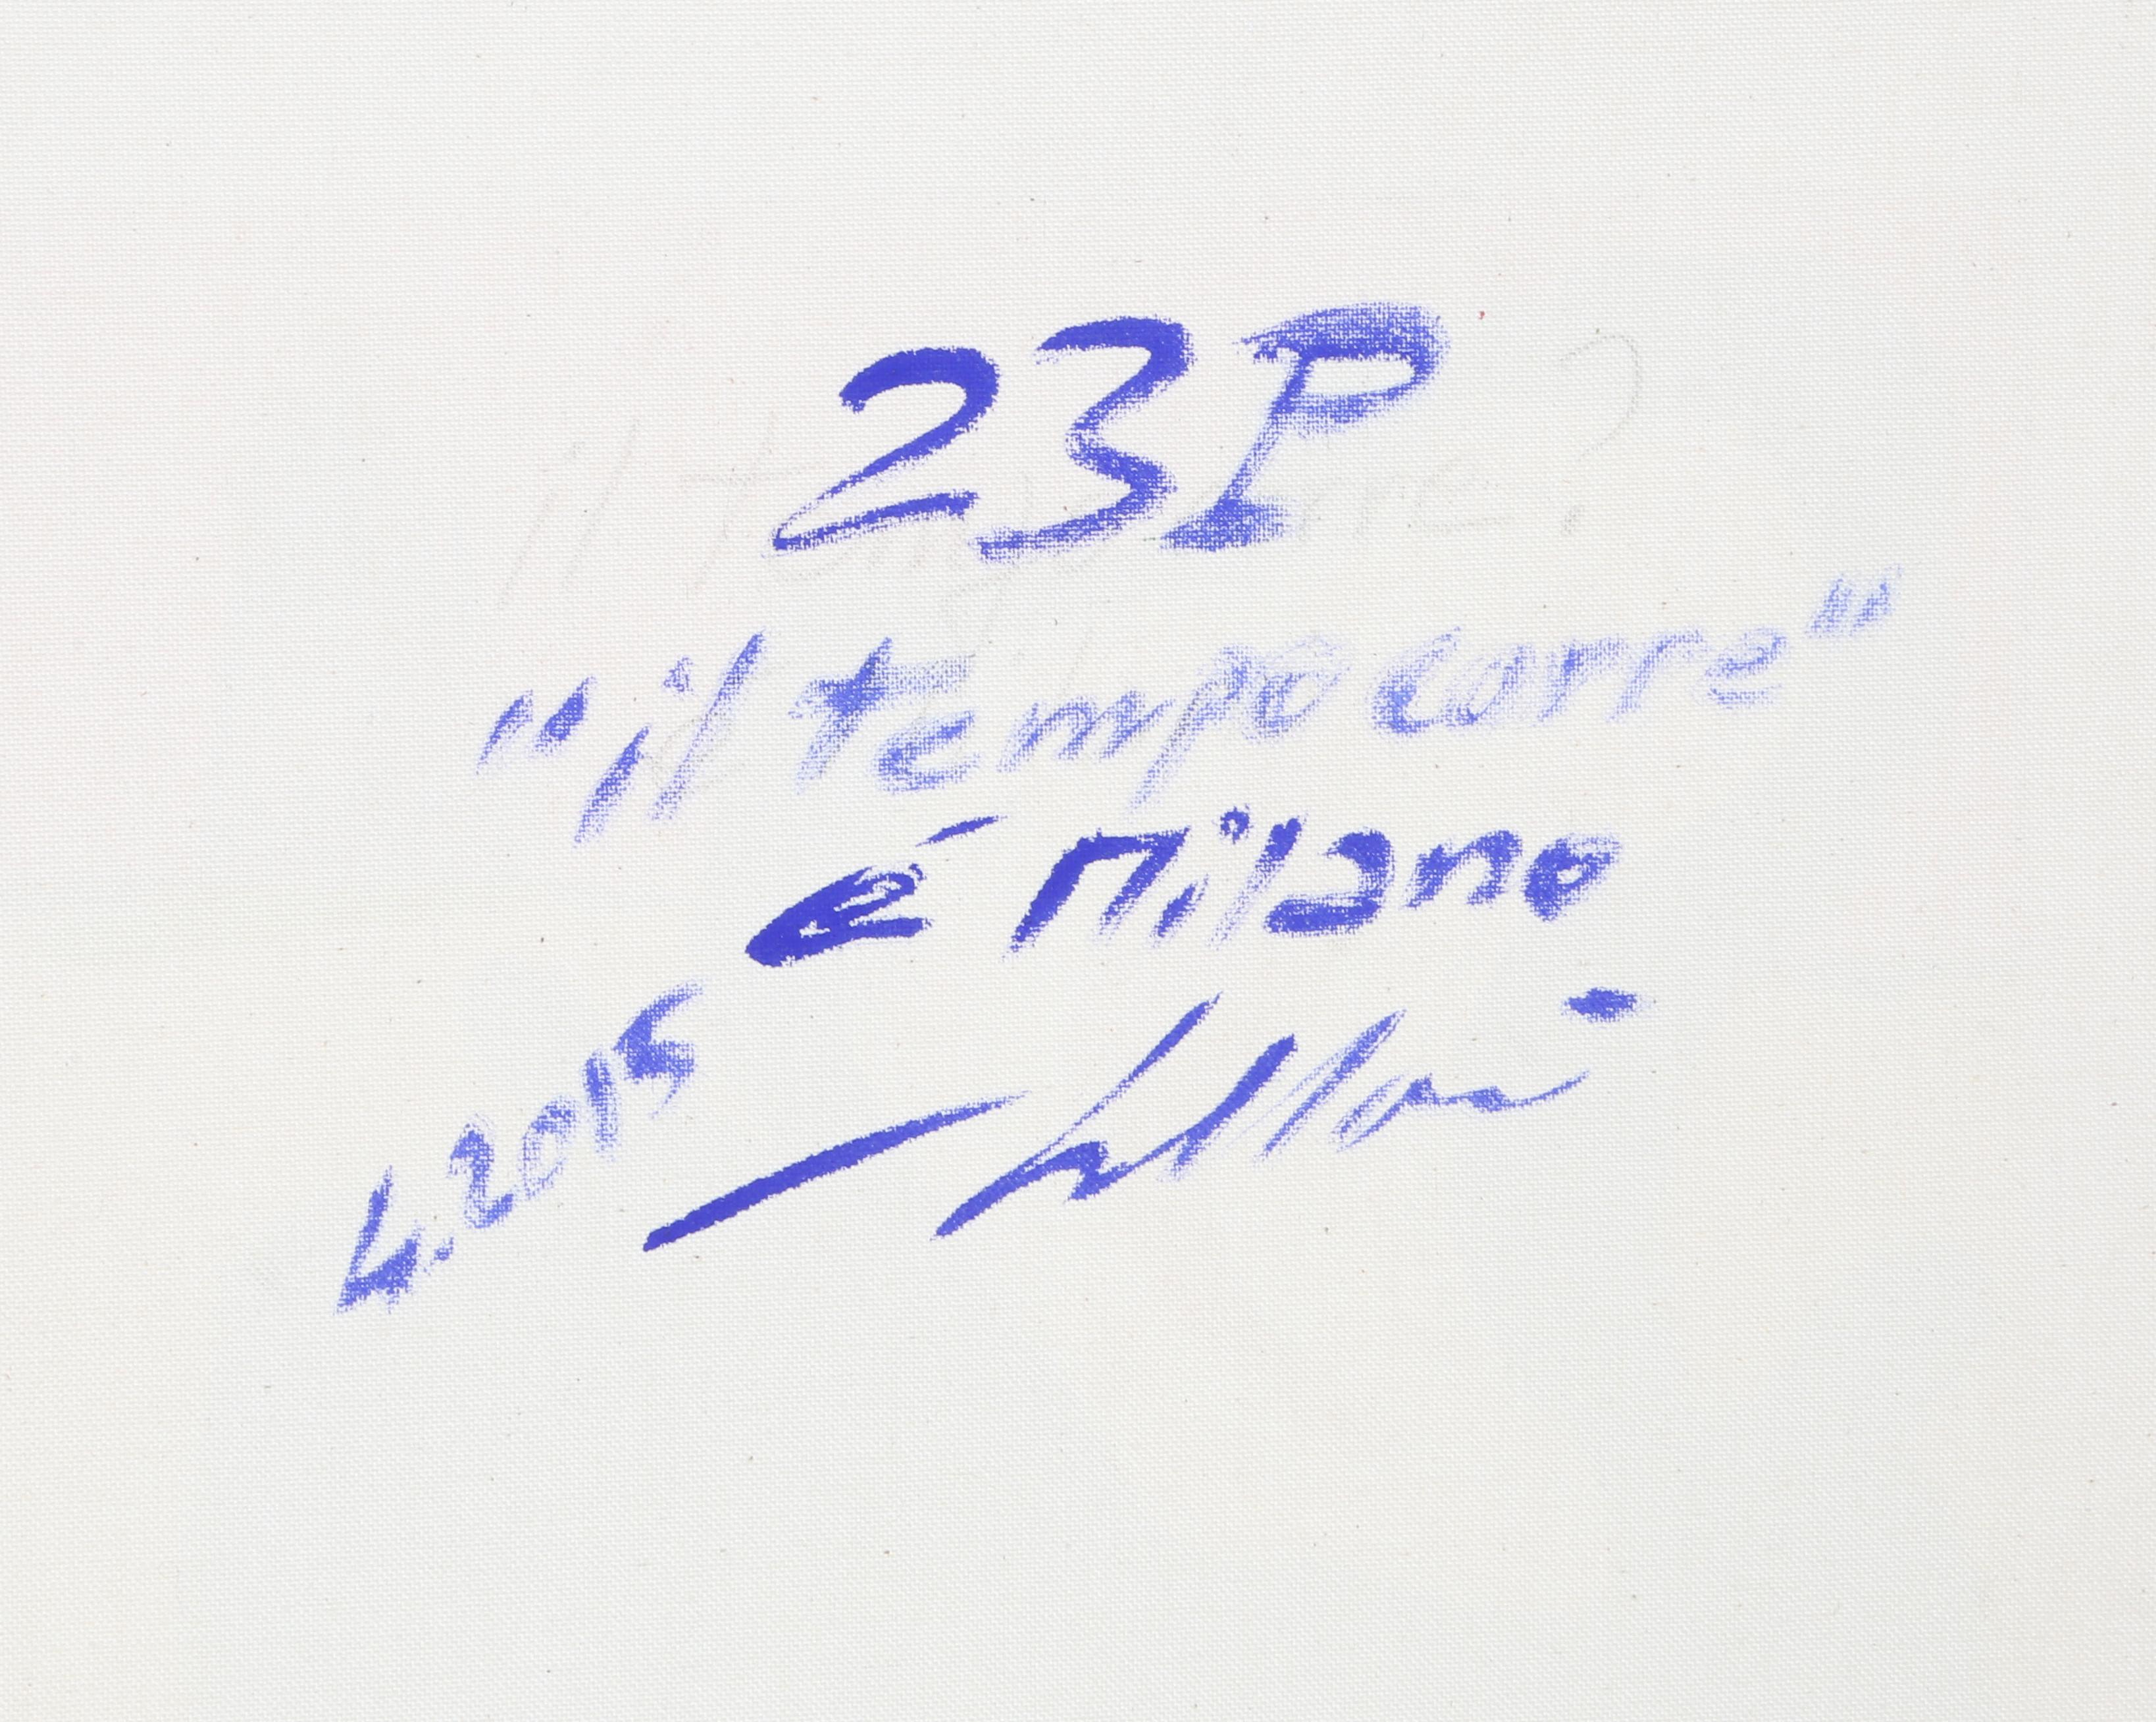 23P
"il tempo corre"
é Milano
4.2015